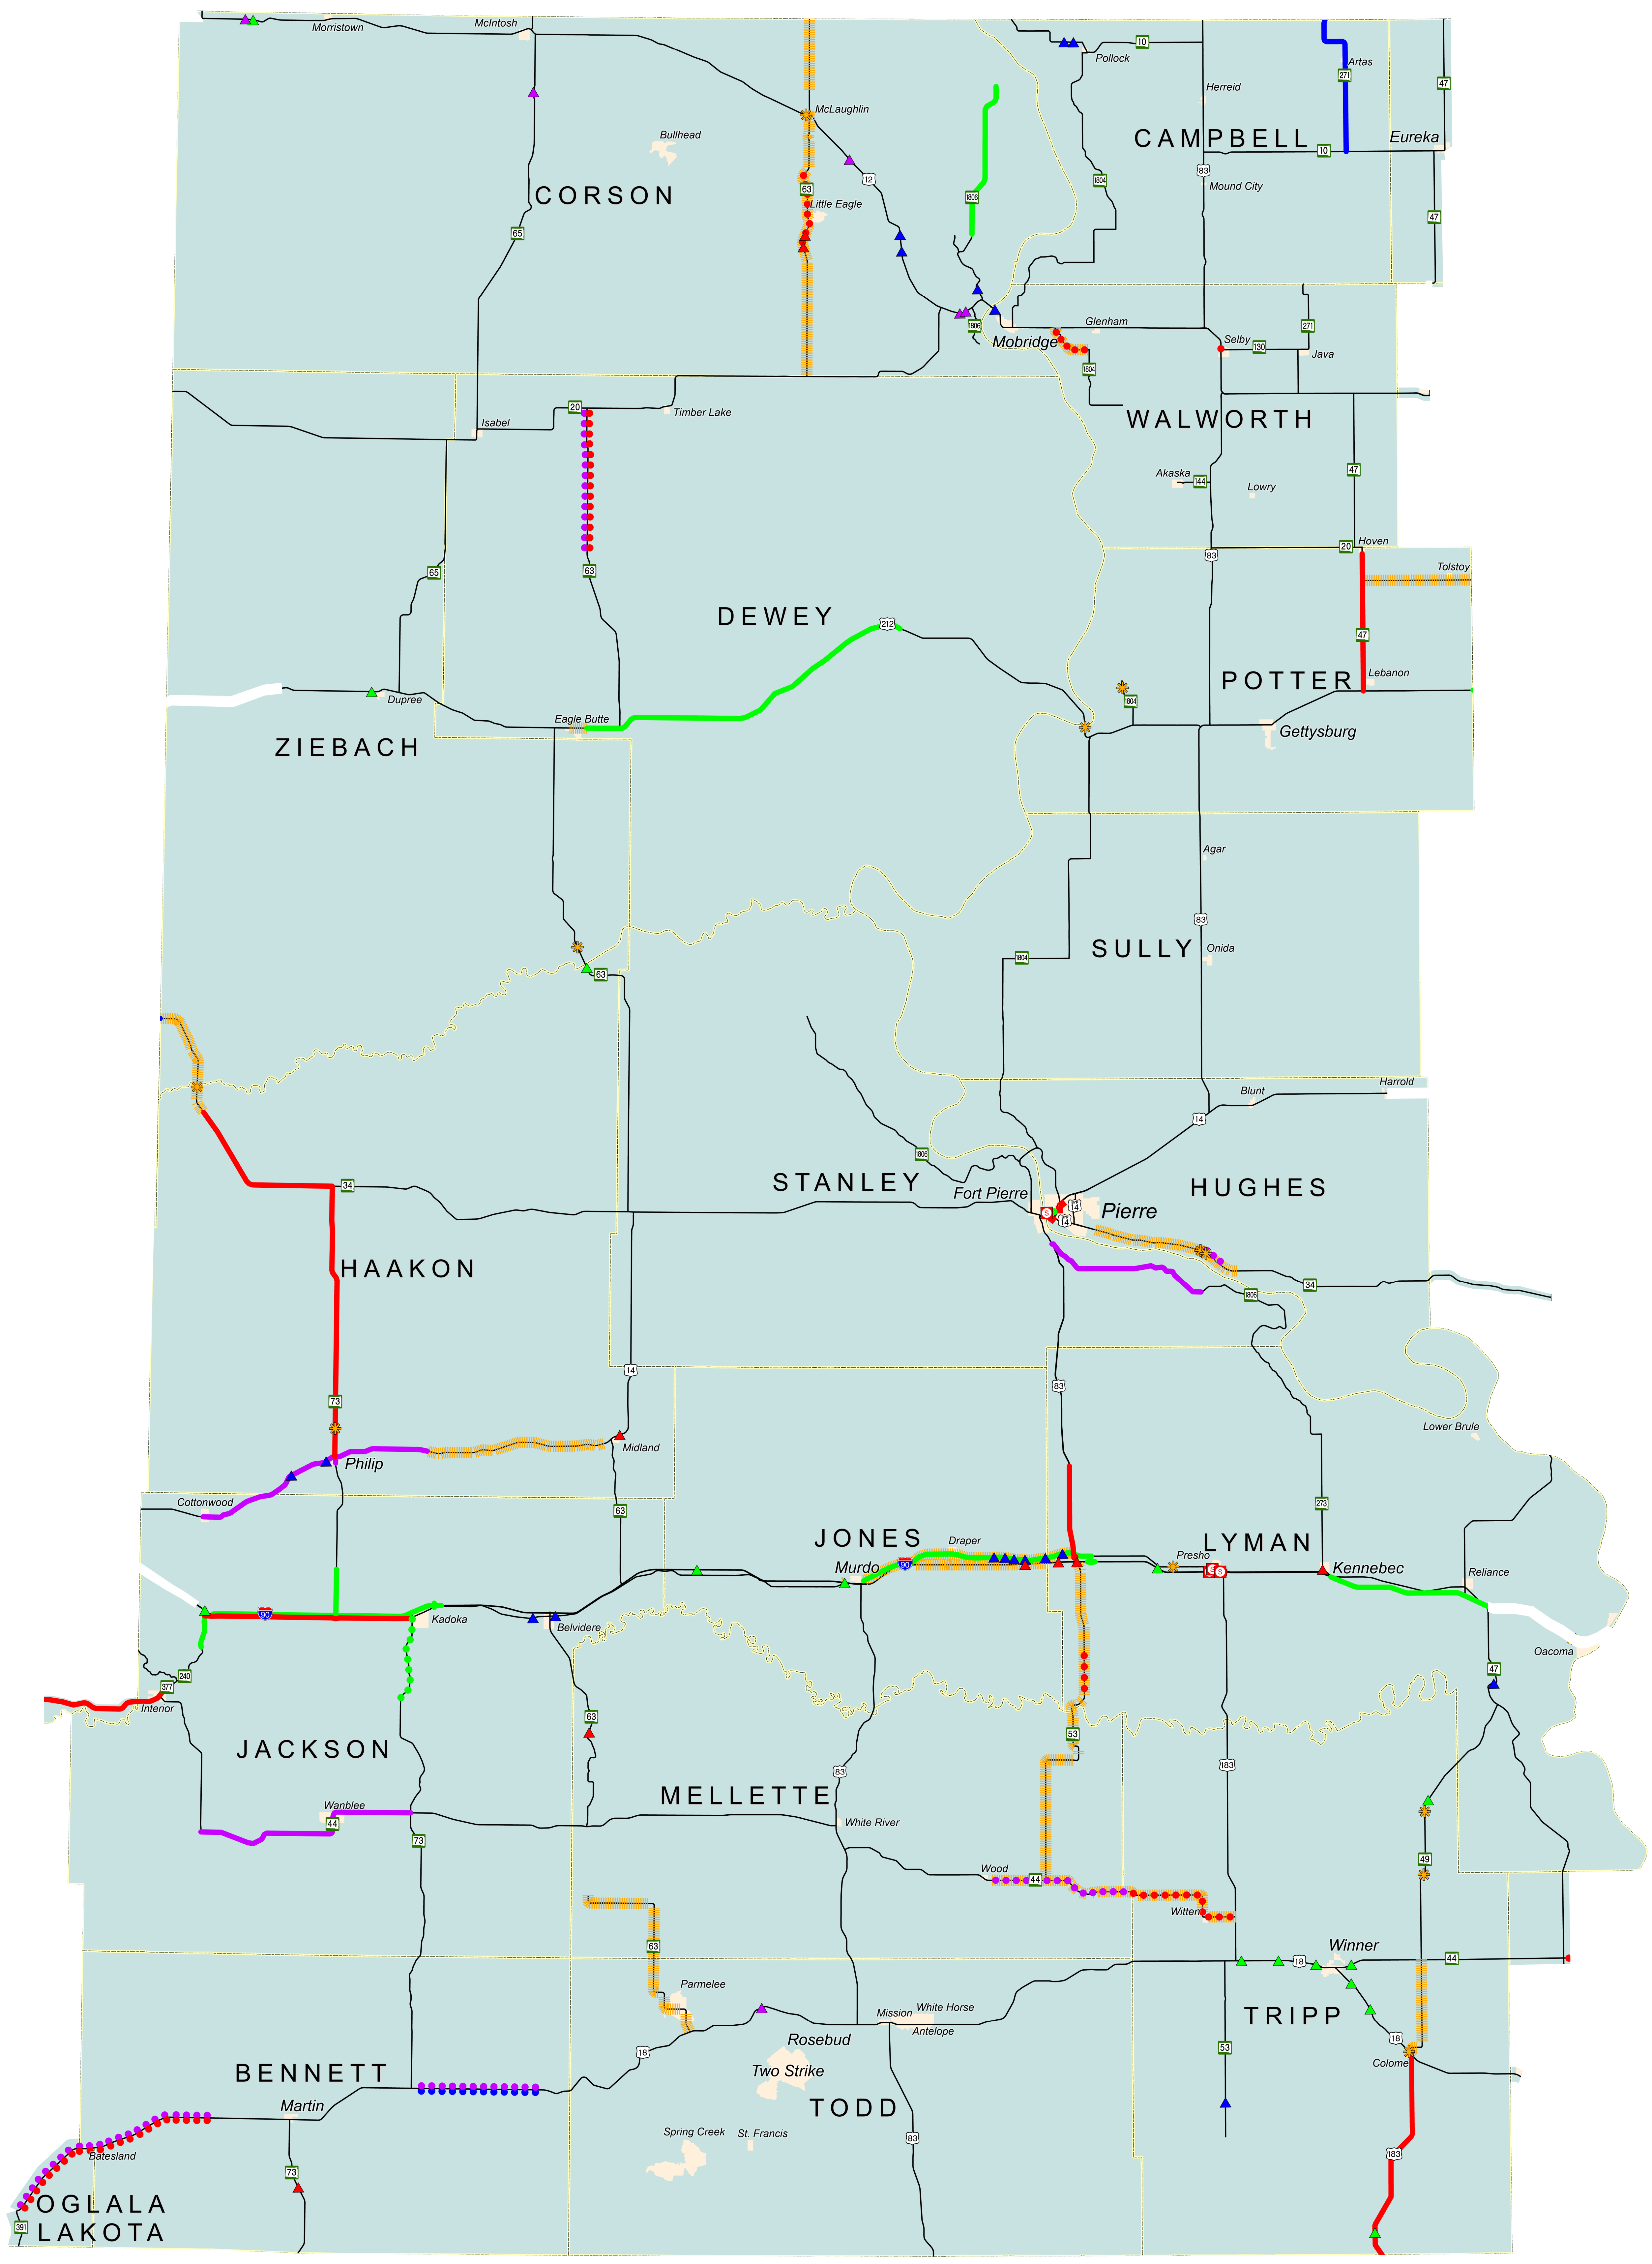 Morristown
McIntosh
10
Pollock
Artas
271
47
Herreid
McLaughlin
Bullhead
CAMPBELL
Eureka
10
12
83
1804
Mound City
63
CORSON
1806
Little Eagle
47
65
1806
Glenham
271
Mobridge
Selby
130
Java
1804
20
Timber Lake
Isabel
WALWORTH
Akaska
144
47
Lowry
83
20
Hoven
65
63
Tolstoy
DEWEY
212
47
POTTER
Lebanon
1804
Dupree
Eagle Butte
Gettysburg
ZIEBACH
Agar
83
SULLY
Onida
1804
63
Harrold
Blunt
14
1806
34
STANLEY
HUGHES
Fort Pierre
S
14
14
Pierre
HAAKON
34
1806
14
83
73
Lower Brule
Midland
Philip
Cottonwood
63
273
JONES
Draper
LYMAN
90
Murdo
Presho
S
S
Kennebec
Reliance
90
Kadoka
Belvidere
Oacoma
240
377
47
Interior
63
53
JACKSON
83
183
MELLETTE
Wanblee
44
White River
73
49
Wood
44
Witten
63
Winner
18
44
Parmelee
Mission
White Horse
TRIPP
Antelope
Rosebud
18
18
53
Colome
BENNETT
Two Strike
Martin
TODD
Spring Creek
St. Francis
83
Batesland
183
73
OGLALA
LAKOTA
391